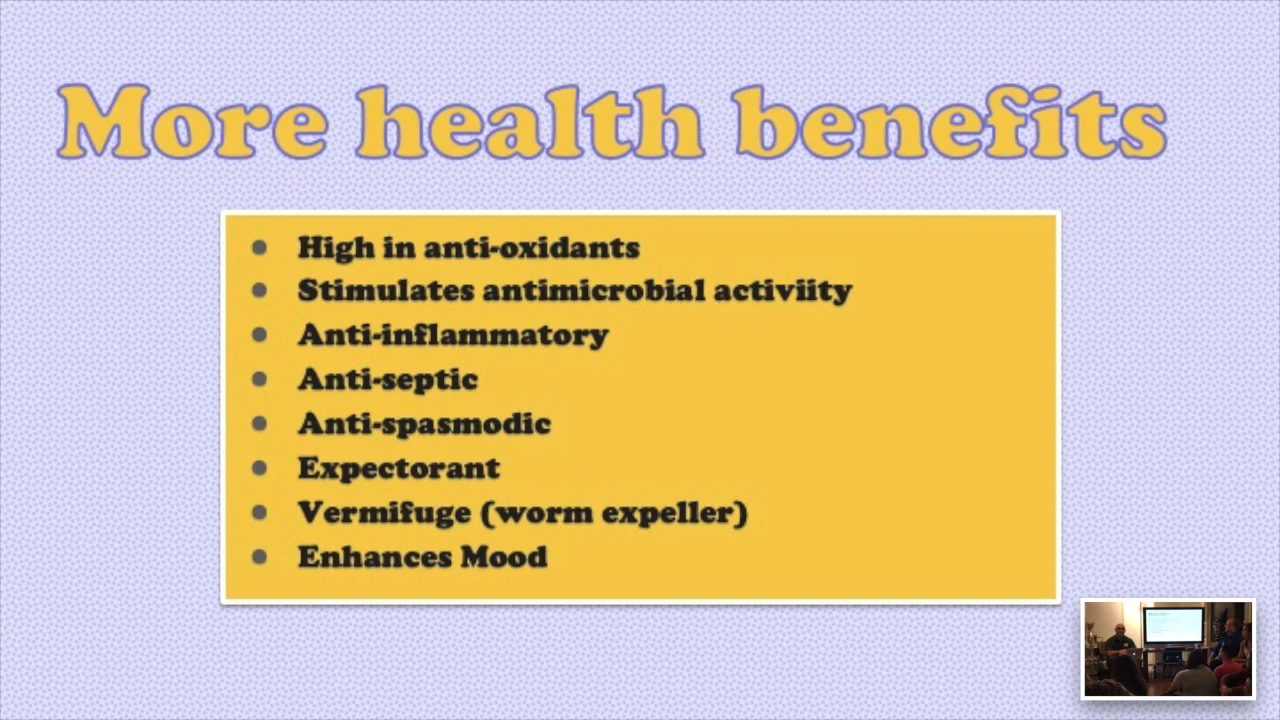 More health benefits
High in anti-oxidants
Stimulates antimicrobial activiity
Anti-inflammatory
Anti-septic
Anti-spasmodic
Expectorant
Vermifuge (worm expeller)
Enhances Mood